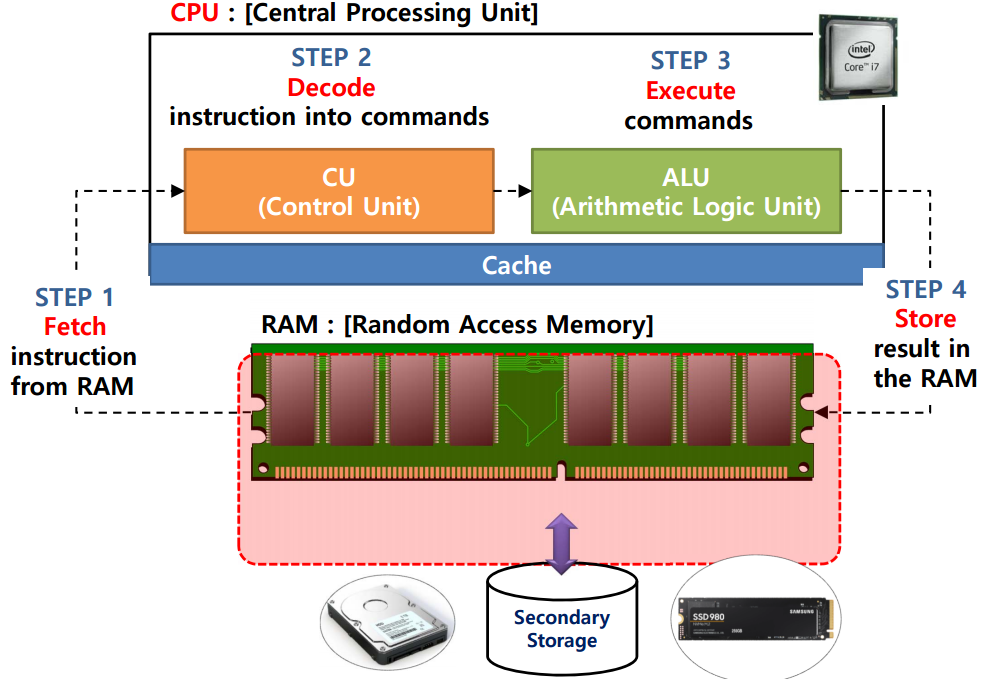 CPU : [Central Processing Unit]
STEP 2
Decode
instruction into commands
STEP 3
Execute
commands
intel
Core™ i7
CU
(Control Unit)
ALU
(Arithmetic Logic Unit)
Cache
STEP 1
Fetch
instruction
from RAM
STEP 4
Store
result in
the RAM
RAM : [Random Access Memory]
Secondary
Storage
SSD 980
SAMSUNG